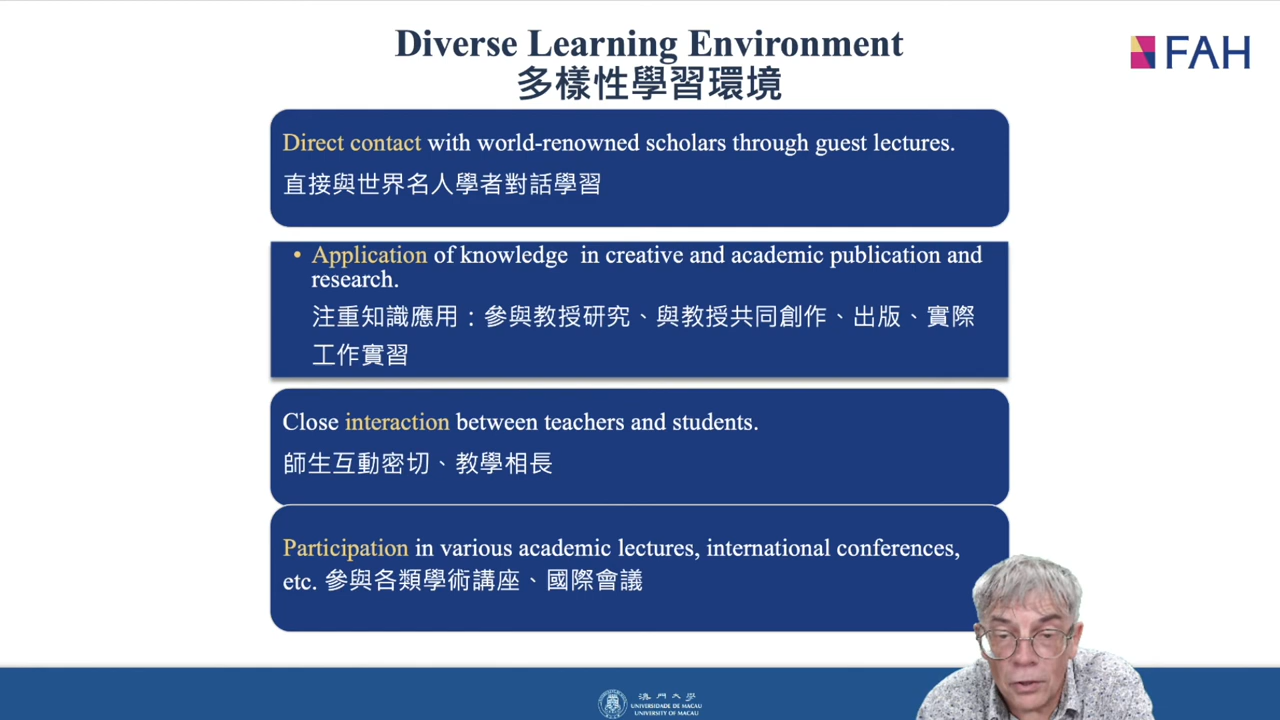 Diverse Learning Environment
多樣性學習環境
FAH
Direct contact with world-renowned scholars through guest lectures.
直接與世界名人學者對話學習
• Application of knowledge in creative and academic publication and
research.
注重知識應用：參與教授研究、與教授共同創作、出版、實際
工作實習
Close interaction between teachers and students.
師生互動密切、教學相長
Participation in various academic lectures, international conferences,
etc. 參與各類學術講座、國際會議
澳門大學
UNIVERSIDADE DE MACAU
UNIVERSITY OF MACAU